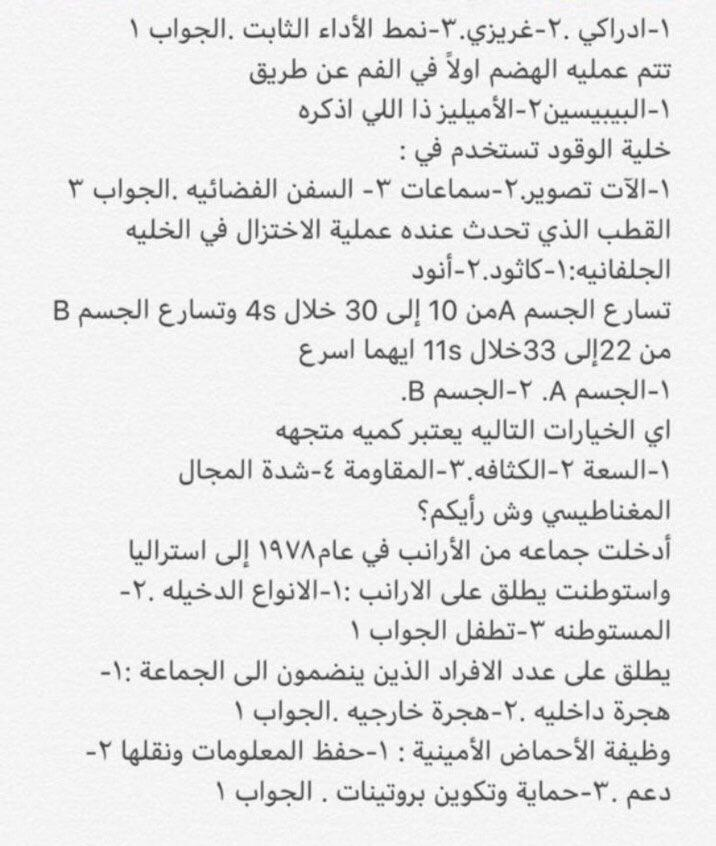 ١-ادراكي .٢-غريزي.٣-نمط الأداء الثابت .الجواب ١
تتم عمليه الهضم اولاً في الفم عن طريق
١-البيبيسين٢-الأميليز ذا اللي اذكره
خلية الوقود تستخدم في :
١-الآت تصوير.٢-سماعات ٣- السفن الفضائيه .الجواب ٣
القطب الذي تحدث عنده عملية الاختزال في الخليه
الجلفانيه:١-كاثود.٢-أنود
تسارع الجسم Aمن 10 إلى 30 خلال 4s وتسارع الجسم B
من 22إلى 33خلال 11s ايهما اسرع
١-الجسم A. ٢-الجسم B.
اي الخيارات التاليه يعتبر كميه متجهه
١-السعة ٢-الكثافه.٣-المقاومة ٤-شدة المجال
المغناطيسي وش رأيكم؟
أدخلت جماعه من الأرانب في عام١٩٧٨ إلى استراليا
واستوطنت يطلق على الارانب :١-الانواع الدخيله .٢-
المستوطنه ٣-تطفل الجواب ١
يطلق على عدد الافراد الذين ينضمون الى الجماعة :١-
هجرة داخليه .٢-هجرة خارجيه .الجواب ١
وظيفة الأحماض الأمينية : ١-حفظ المعلومات ونقلها ٢-
دعم .٣-حماية وتكوين بروتينات . الجواب ١